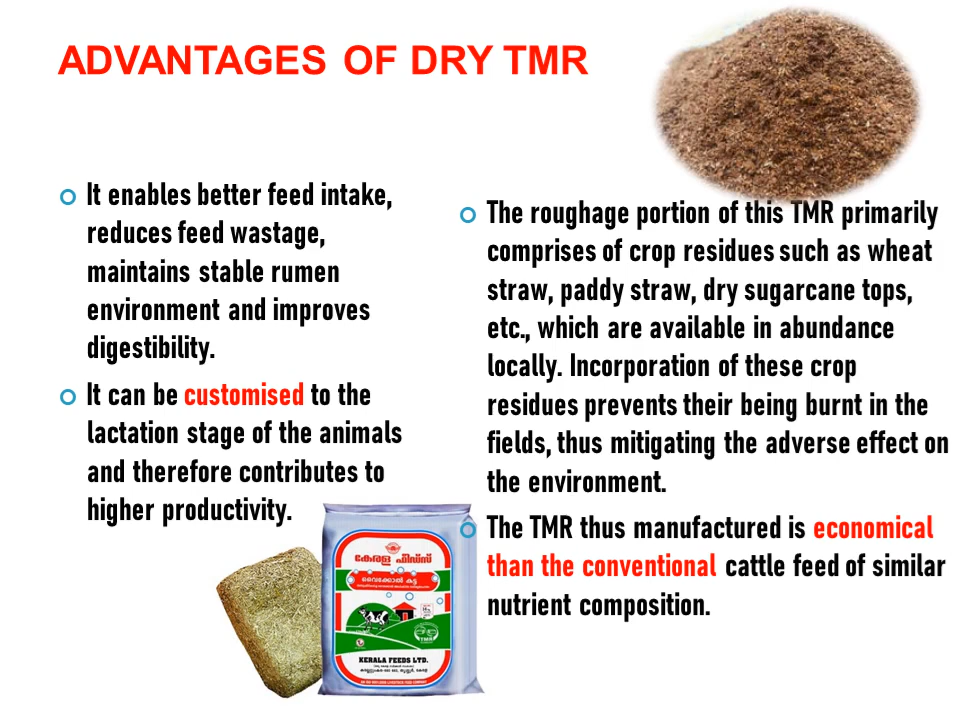 ADVANTAGES OF DRY TMR
It enables better feed intake,
reduces feed wastage,
maintains stable rumen
environment and improves
digestibility.
It can be customised to the
lactation stage of the animals
and therefore contributes to
higher productivity.
The roughage portion of this TMR primarily
comprises of crop residues such as wheat
straw, paddy straw, dry sugarcane tops,
etc., which are available in abundance
locally. Incorporation of these crop
residues prevents their being burnt in the
fields, thus mitigating the adverse effect on
the environment.
The TMR thus manufactured is economical
than the conventional cattle feed of similar
nutrient composition.
കേരള ഫീഡ്സ്
വൈക്കോൽ കട്ട
TMR
KERALA FEEDS LTD.